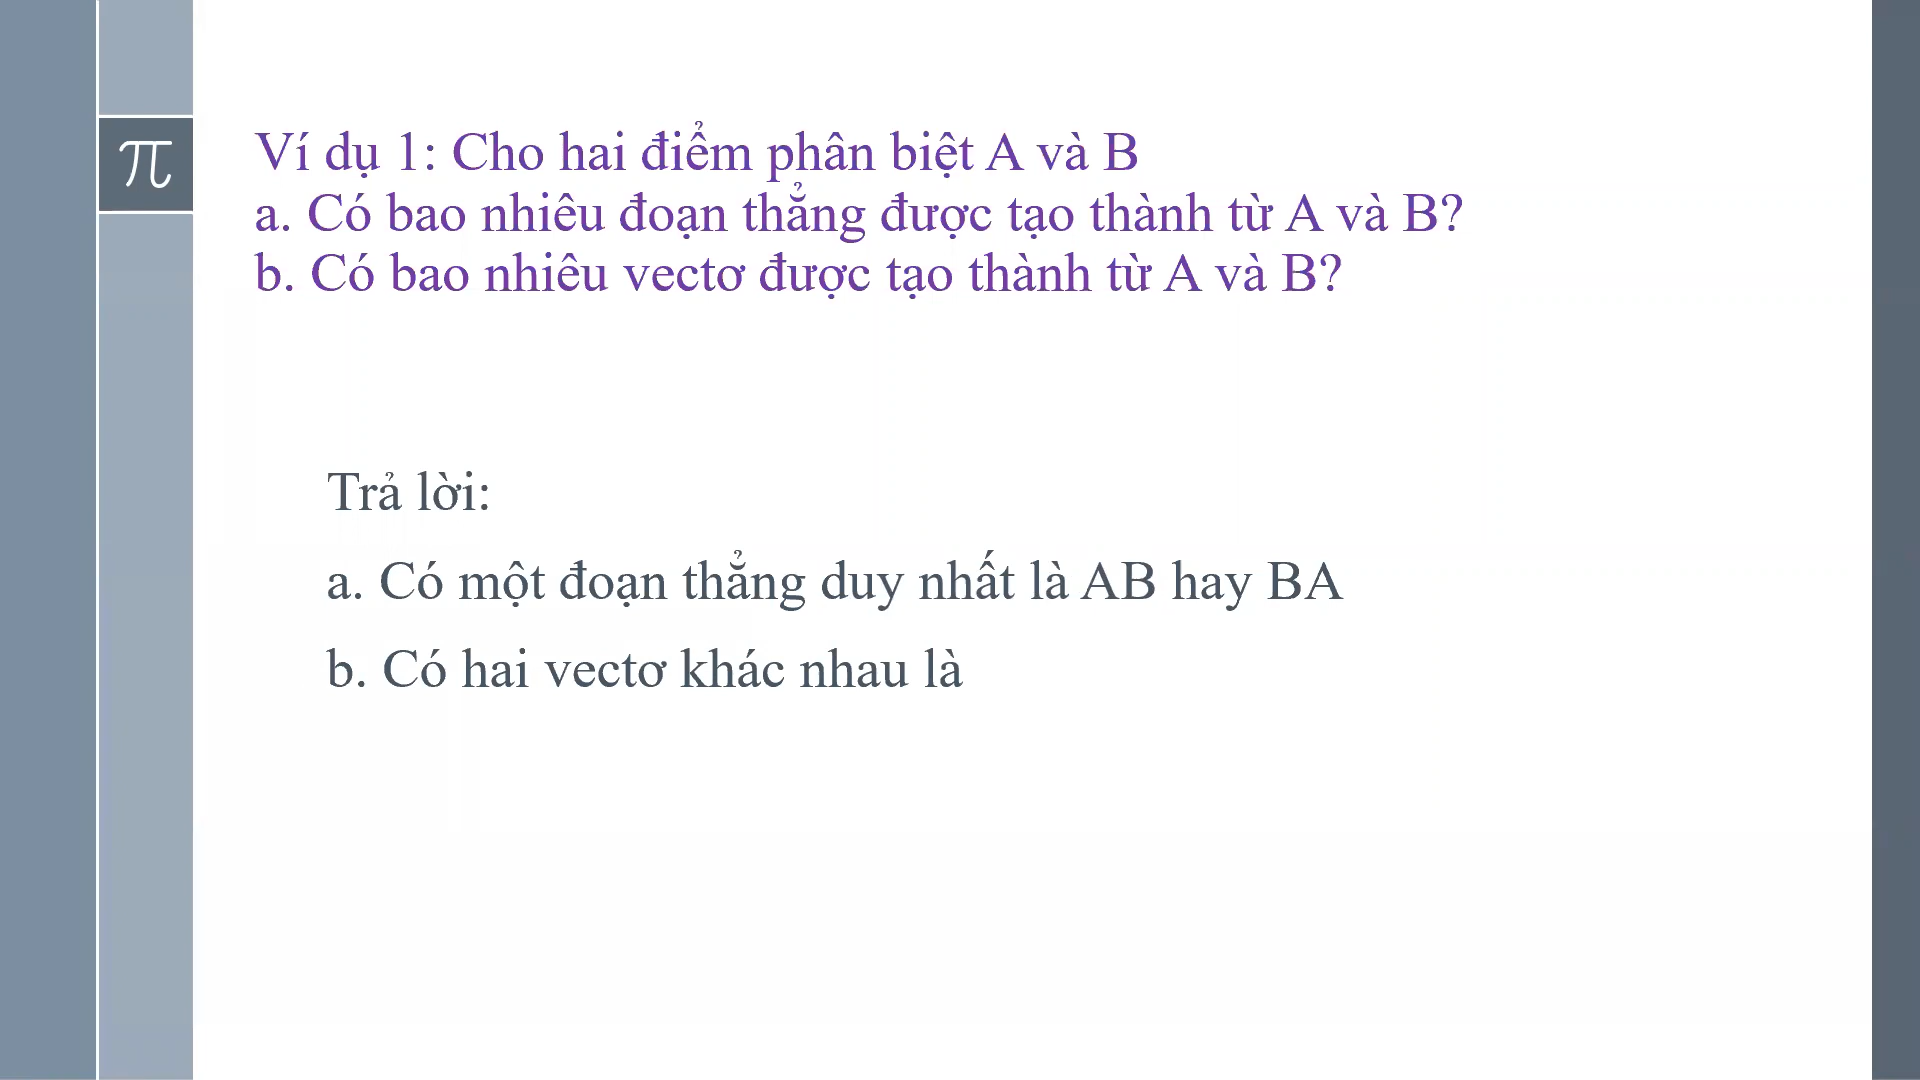 π
Ví dụ 1: Cho hai điểm phân biệt A và B
a. Có bao nhiêu đoạn thẳng được tạo thành từ A và B?
b. Có bao nhiêu vectơ được tạo thành từ A và B?
Trả lời:
a. Có một đoạn thẳng duy nhất là AB hay BA
b. Có hai vectơ khác nhau là